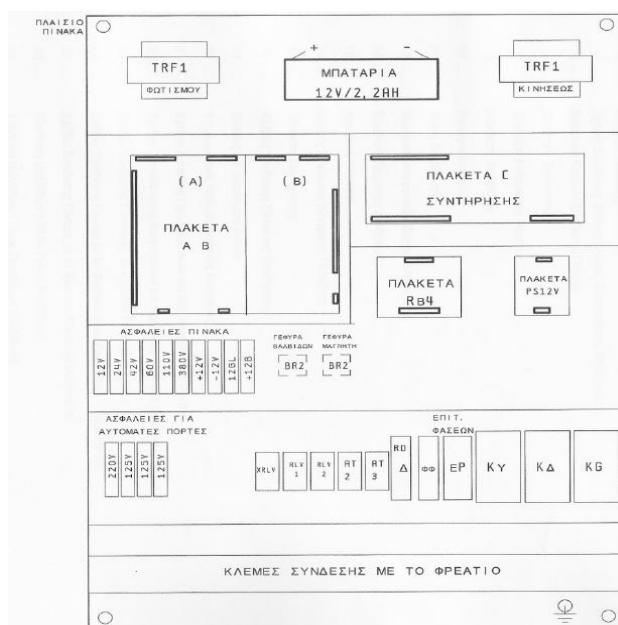 ΠΛΑΙΣΙΟ
ΠΙΝΑΚΑ
+ -
TRF1
ΦΩΤΙΣΜΟΥ
ΜΠΑΤΑΡΙΑ
12V/2,2AH
TRF1
ΚΙΝΗΣΕΩΣ
(A) (B)
ΠΛΑΚΕΤΑ
A B
ΠΛΑΚΕΤΑ C
ΣΥΝΤΗΡΗΣΗΣ
ΠΛΑΚΕΤΑ
RB4
ΠΛΑΚΕΤΑ
PS12V
ΑΣΦΑΛΕΙΕΣ ΠΙΝΑΚΑ
12V 24V 42V 60V 110V 380V +12V -12V 12GL +12B
ΓΕΦΥΡΑ
ΒΑΛΒΙΔΩΝ
BR2
ΓΕΦΥΡΑ
ΜΑΓΝΗΤΗ
BR2
ΑΣΦΑΛΕΙΕΣ ΓΙΑ
ΑΥΤΟΜΑΤΕΣ ΠΟΡΤΕΣ
220V 125V 125V 125V
ΕΠΙΤ.
ΦΑΣΕΩΝ
XRLV
RLV
1
RLV
2
RT
2
RT
3
RO
Δ
ΦΦ
EP
ΚΥ
ΚΔ
KG
ΚΛΕΜΕΣ ΣΥΝΔΕΣΗΣ ΜΕ ΤΟ ΦΡΕΑΤΙΟ